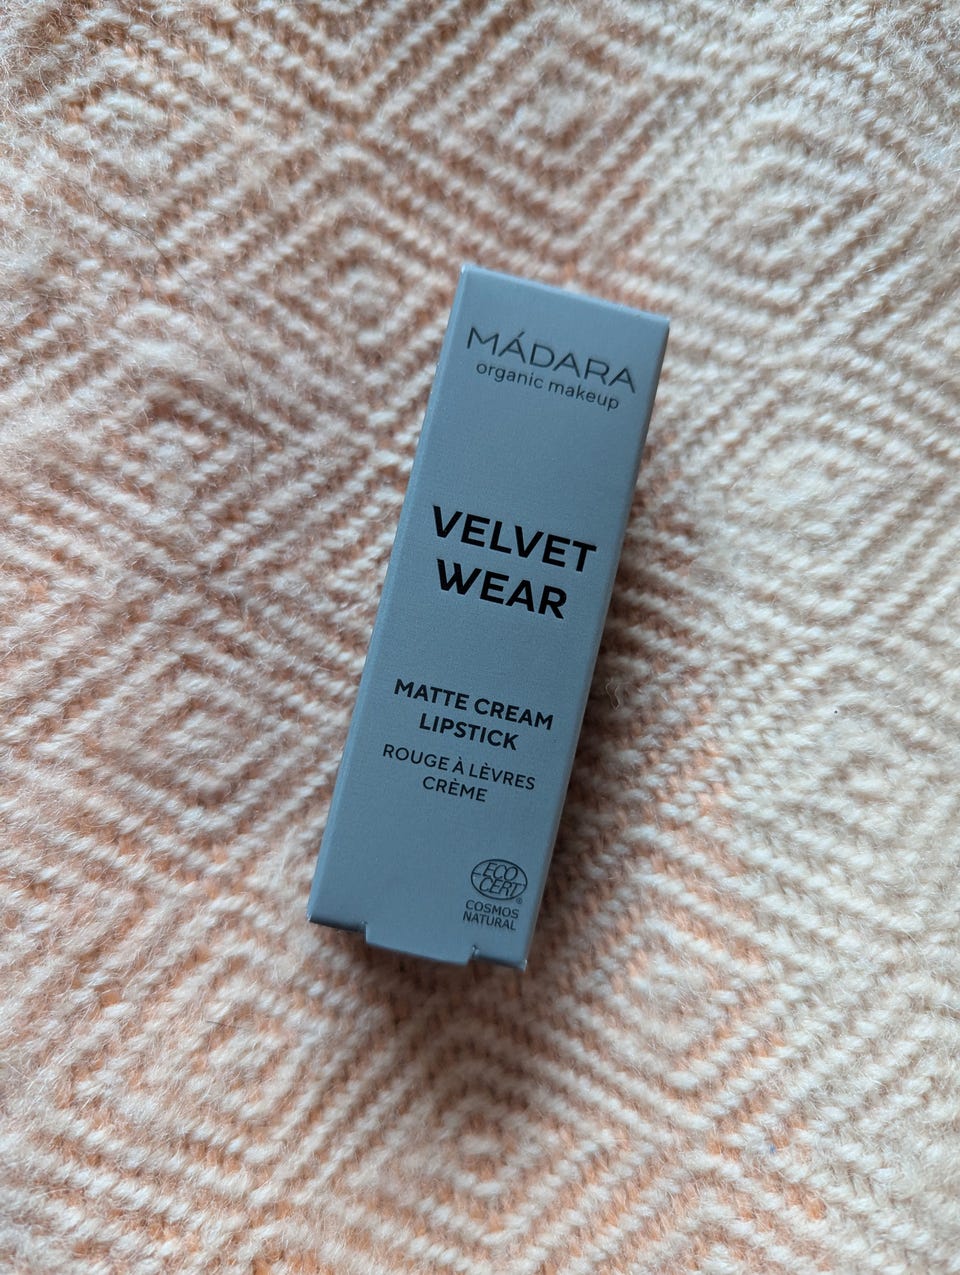 MÁDARA
organic makeup
VELVET
WEAR
MATTE CREAM
LIPSTICK
ROUGE À LÈVRES
CRÈME
ECO
CERT®
COSMOS
NATURAL